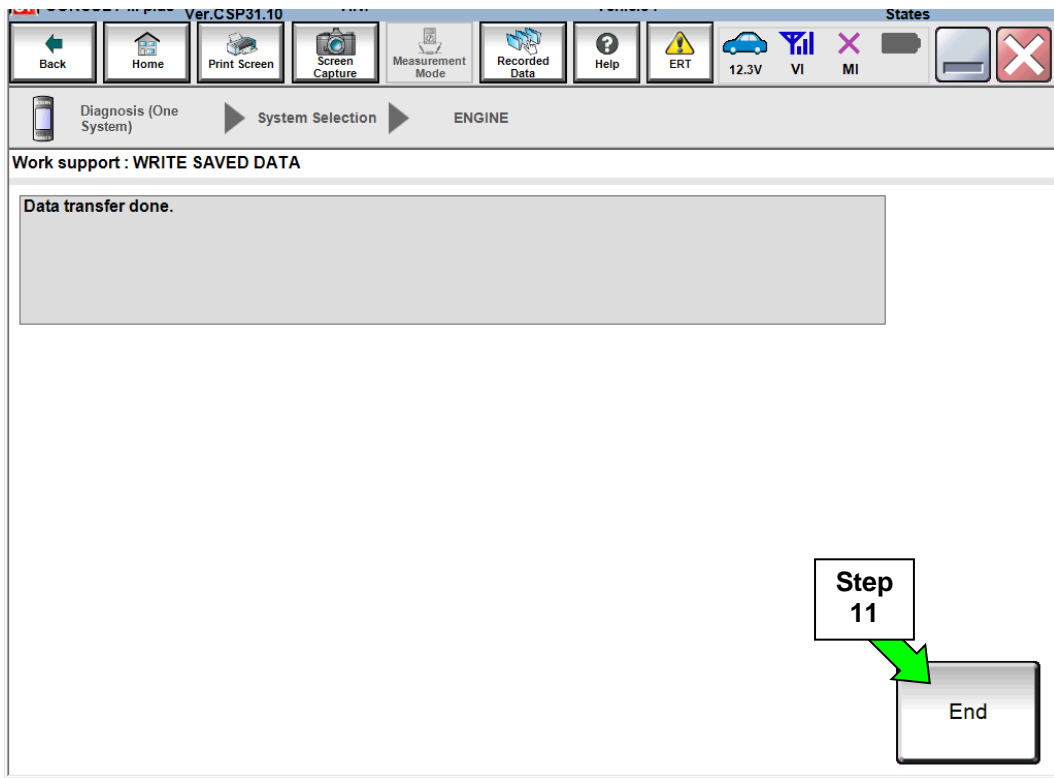 Ver.CSP31.10
States
Back
Home
Print Screen
Screen
Capture
Measurement
Mode
Recorded
Data
Help
ERT
12.3V
VI
MI
Diagnosis (One
System)
System Selection
ENGINE
Work support : WRITE SAVED DATA
Data transfer done.
Step
11
End